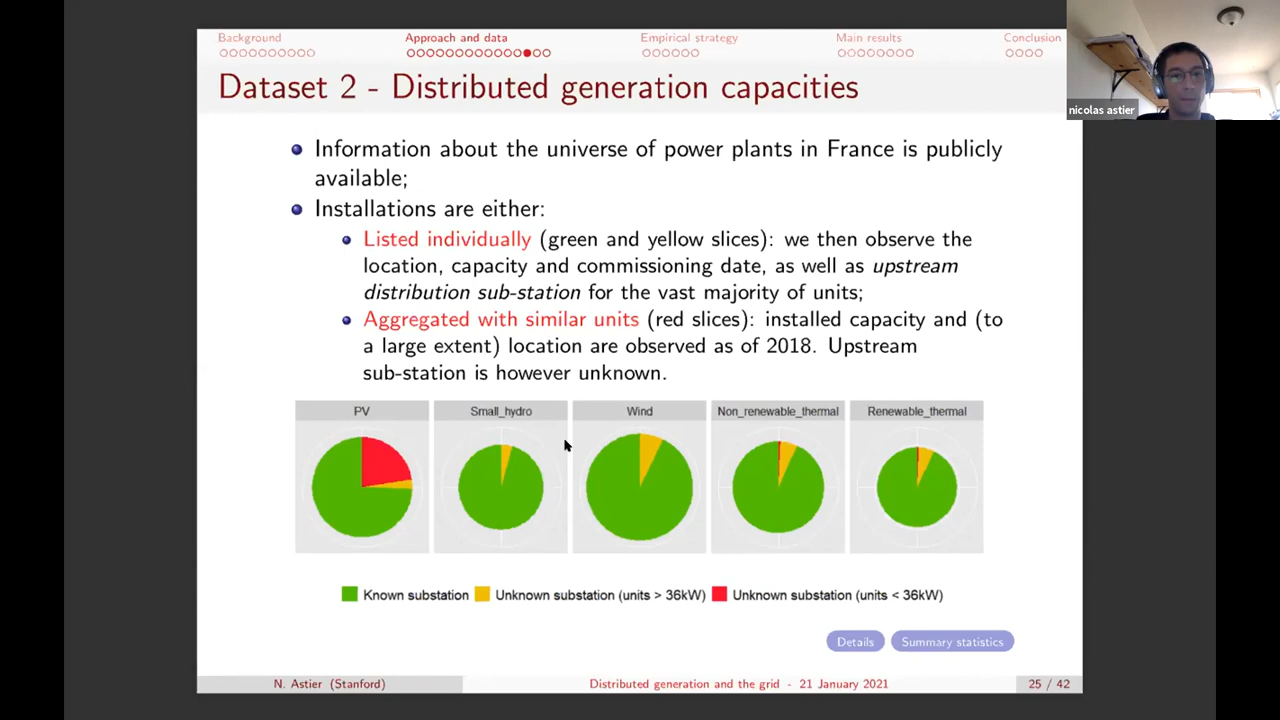 Background
Approach and data
Empirical strategy
Main results
Conclusion
Dataset 2 - Distributed generation capacities
nicolas astier
Information about the universe of power plants in France is publicly
available;
Installations are either:
Listed individually (green and yellow slices): we then observe the
location, capacity and commissioning date, as well as upstream
distribution sub-station for the vast majority of units;
Aggregated with similar units (red slices): installed capacity and (to
a large extent) location are observed as of 2018. Upstream
sub-station is however unknown.
PV
Small_hydro
Wind
Non_renewable_thermal
Renewable_thermal
Known substation
Unknown substation (units > 36kW)
Unknown substation (units < 36kW)
Details
Summary statistics
N. Astier (Stanford)
Distributed generation and the grid - 21 January 2021
25 / 42